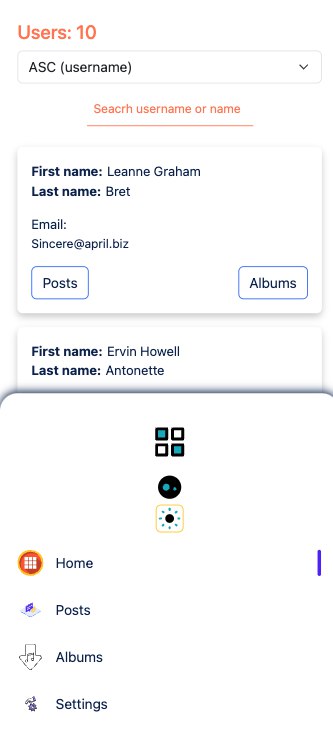 Users: 10
ASC (username)
Seacrh username or name
First name: Leanne Graham
Last name: Bret
Email:
Sincere@april.biz
Posts
Albums
First name: Ervin Howell
Last name: Antonette
Home
Posts
Albums
Settings